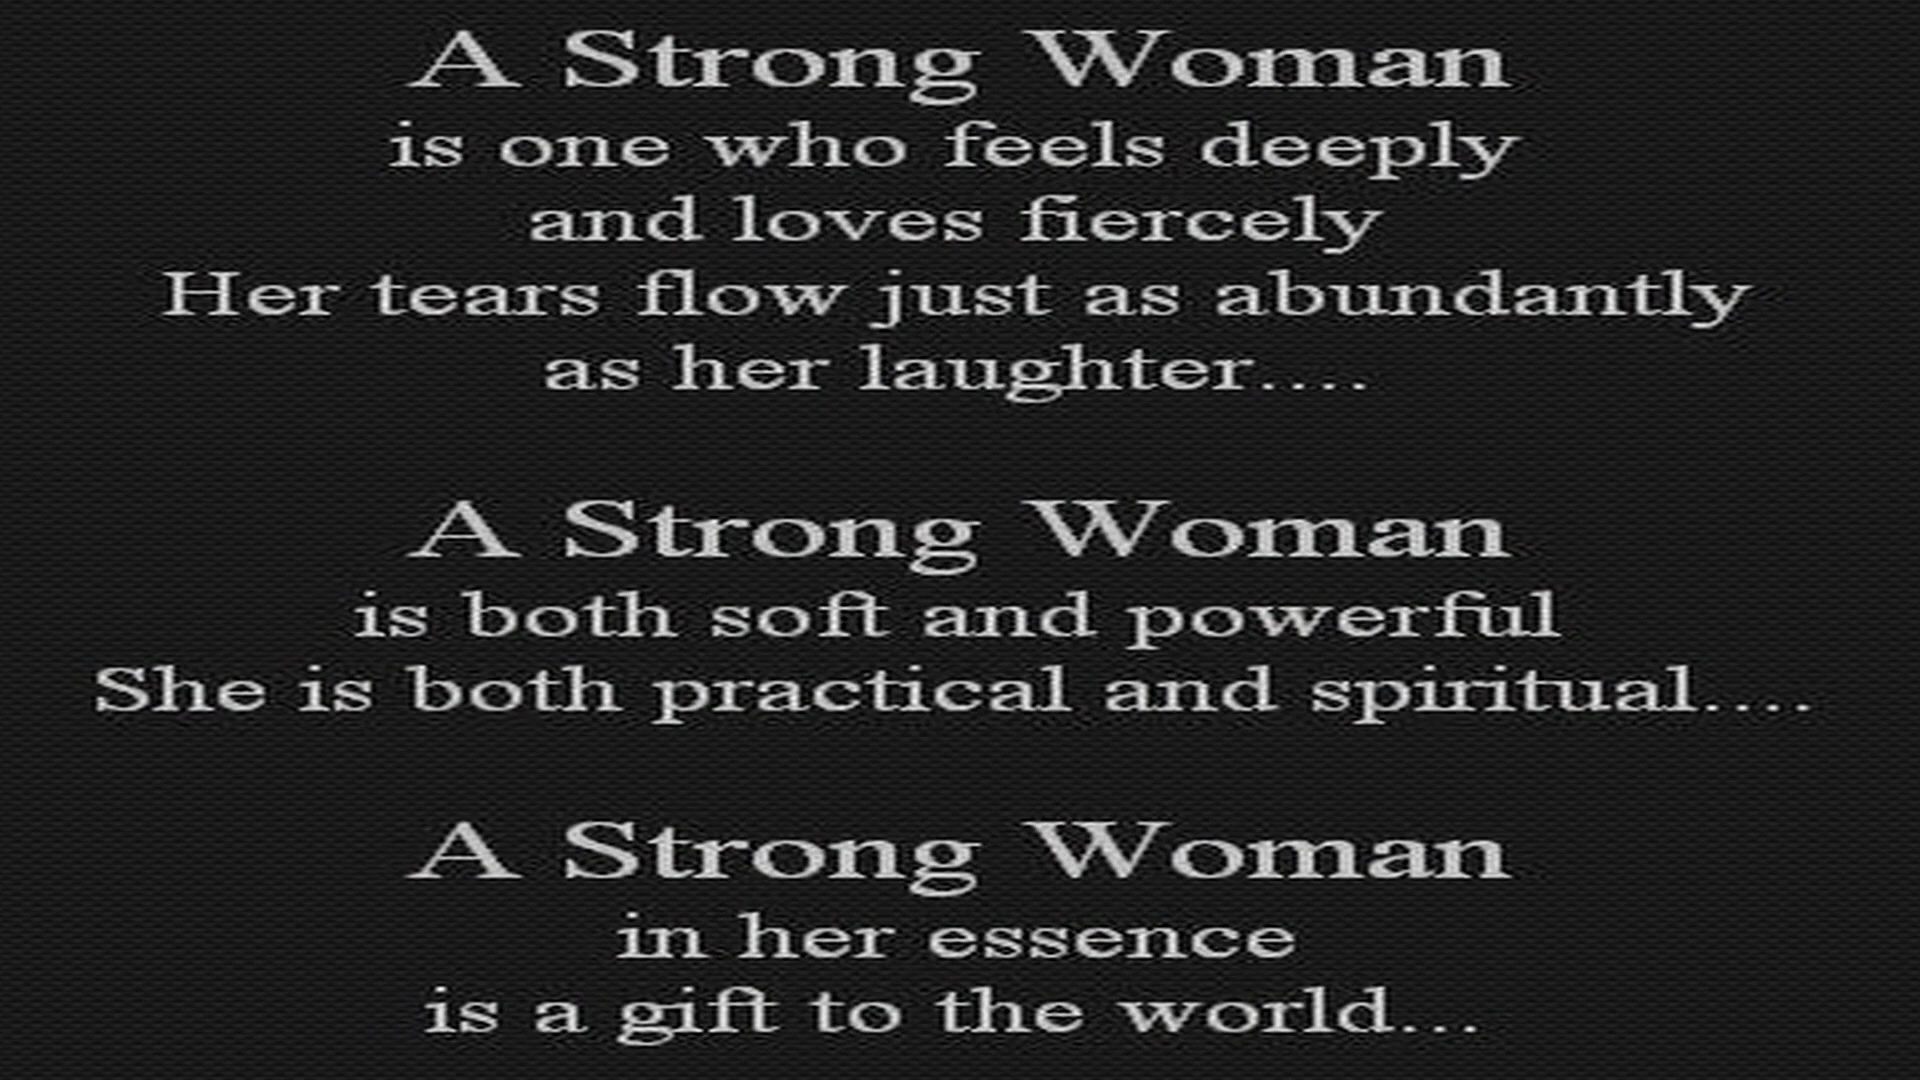 A Strong Woman
is one who feels deeply
and loves fiercely
Her tears flow just as abundantly
as her laughter....
A Strong Woman
is both soft and powerful
She is both practical and spiritual....
A Strong Woman
in her essence
is a gift to the world...